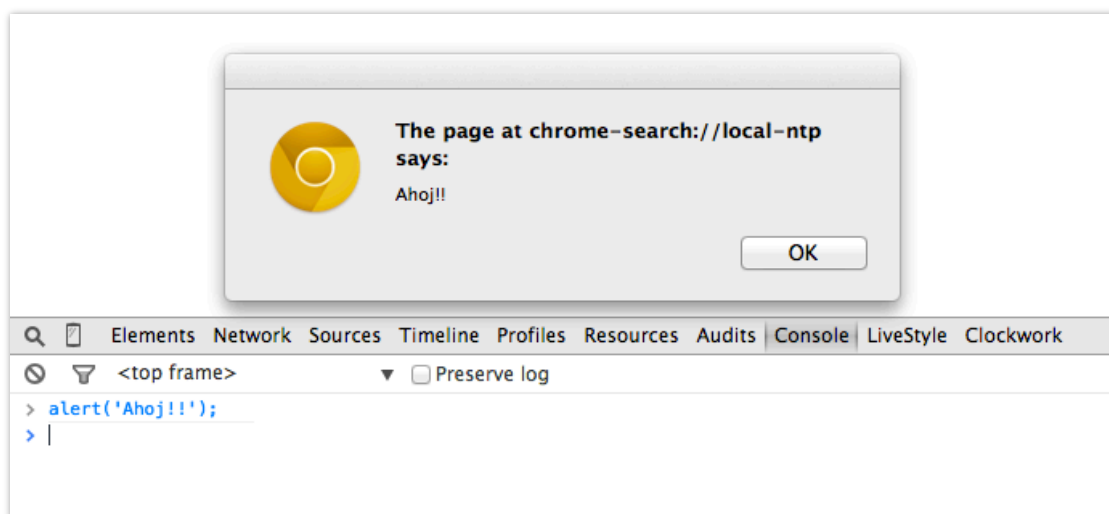 The page at chrome-search://local-ntp
says:
Ahoj!!
OK
Elements Network Sources Timeline Profiles Resources Audits Console LiveStyle Clockwork
<top frame> ▼ Preserve log
> alert('Ahoj!!');
>